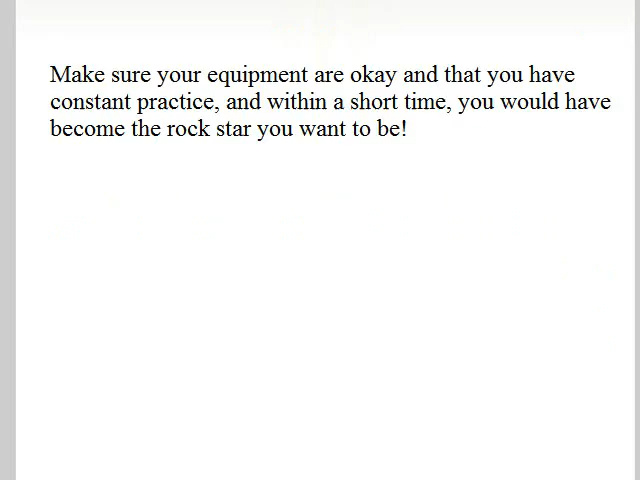 Make sure your equipment are okay and that you have
constant practice, and within a short time, you would have
become the rock star you want to be!